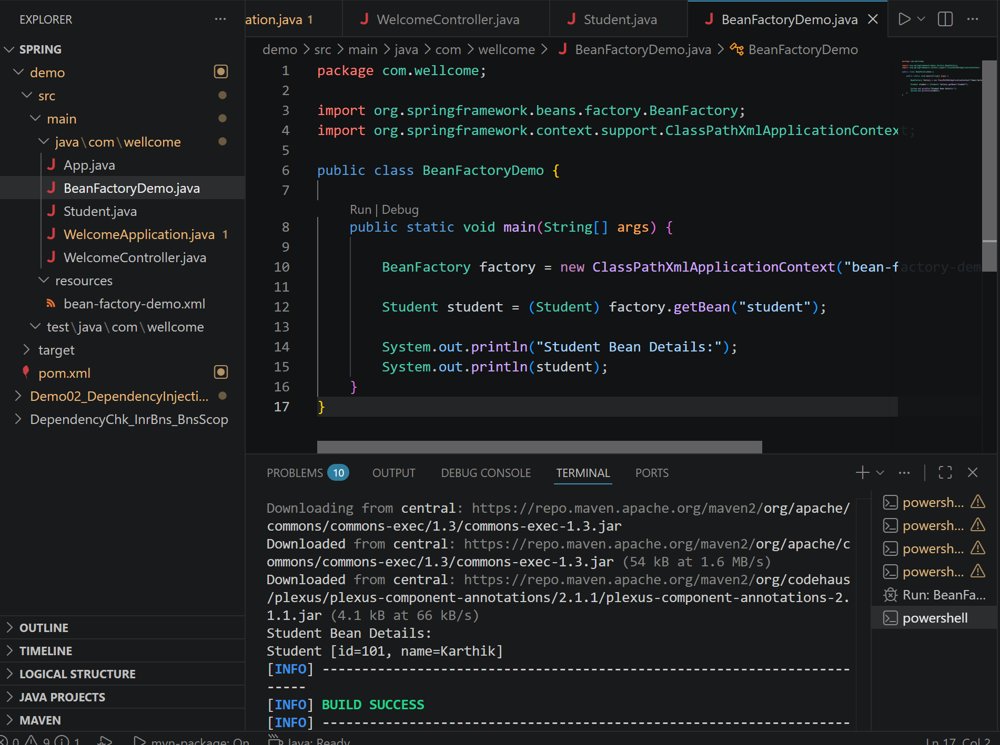 EXPLORER
SPRING
demo
src
main
java\com\wellcome
App.java
BeanFactoryDemo.java
Student.java
WelcomeApplication.java 1
WelcomeController.java
resources
bean-factory-demo.xml
test\java\com\wellcome
target
pom.xml
Demo02_DependencyInjecti...
DependencyChk_InrBns_BnsScop
OUTLINE
TIMELINE
LOGICAL STRUCTURE
JAVA PROJECTS
MAVEN
ation.java 1
WelcomeController.java
Student.java
BeanFactoryDemo.java
demo > src > main > java > com > wellcome > BeanFactoryDemo.java > BeanFactoryDemo
1 package com.wellcome;
2
3 import org.springframework.beans.factory.BeanFactory;
4 import org.springframework.context.support.ClassPathXmlApplicationContext;
5
6 public class BeanFactoryDemo {
7
Run | Debug
8 public static void main(String[] args) {
9
10 BeanFactory factory = new ClassPathXmlApplicationContext("bean-factory-dem
11
12 Student student = (Student) factory.getBean("student");
13
14 System.out.println("Student Bean Details:");
15 System.out.println(student);
16 }
17 }
PROBLEMS 10
OUTPUT
DEBUG CONSOLE
TERMINAL
PORTS
Downloading from central: https://repo.maven.apache.org/maven2/org/apache/
commons/commons-exec/1.3/commons-exec-1.3.jar
Downloaded from central: https://repo.maven.apache.org/maven2/org/apache/c
ommons/commons-exec/1.3/commons-exec-1.3.jar (54 kB at 1.6 MB/s)
Downloaded from central: https://repo.maven.apache.org/maven2/org/codehaus
/plexus/plexus-component-annotations/2.1.1/plexus-component-annotations-2.
1.1.jar (4.1 kB at 66 kB/s)
Student Bean Details:
Student [id=101, name=Karthik]
[INFO] -------------------------------------------------------------------
-----
[INFO] BUILD SUCCESS
[INFO] -------------------------------------------------------------------
powersh...
powersh...
powersh...
powersh...
Run: BeanFa...
powershell
0 9 1
mvn-package: On
Java: Ready
Ln 17, Col 2